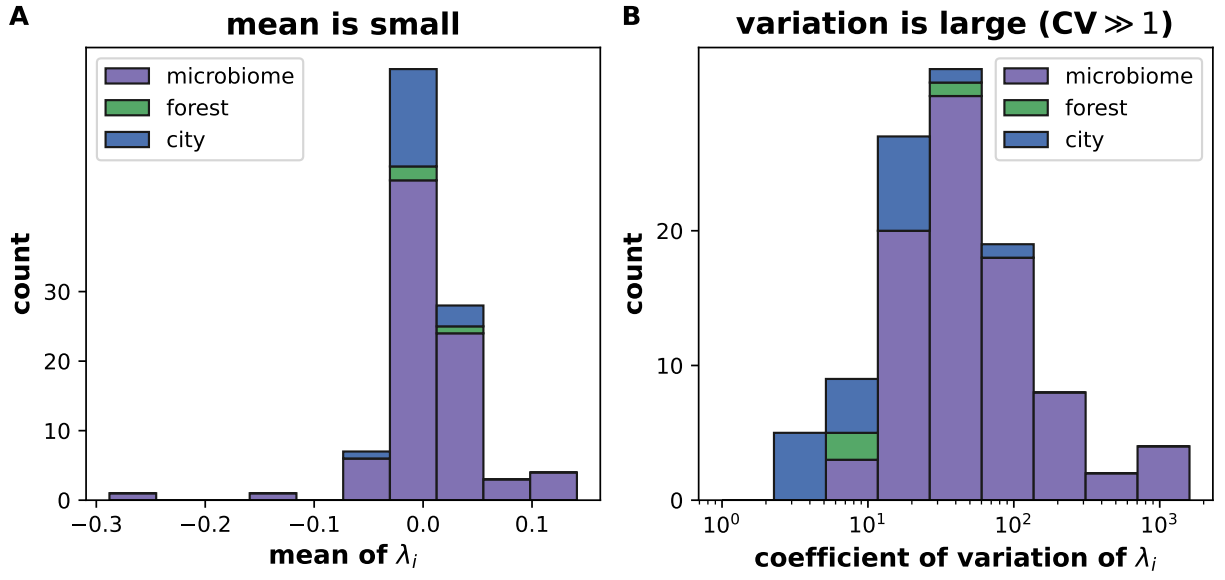 A
mean is small
microbiome
forest
city
count
30
20
10
0
−0.3
−0.2
−0.1
0.0
0.1
mean of λᵢ
B
variation is large (CV ≫ 1)
microbiome
forest
city
count
20
10
0
10⁰
10¹
10²
10³
coefficient of variation of λᵢ